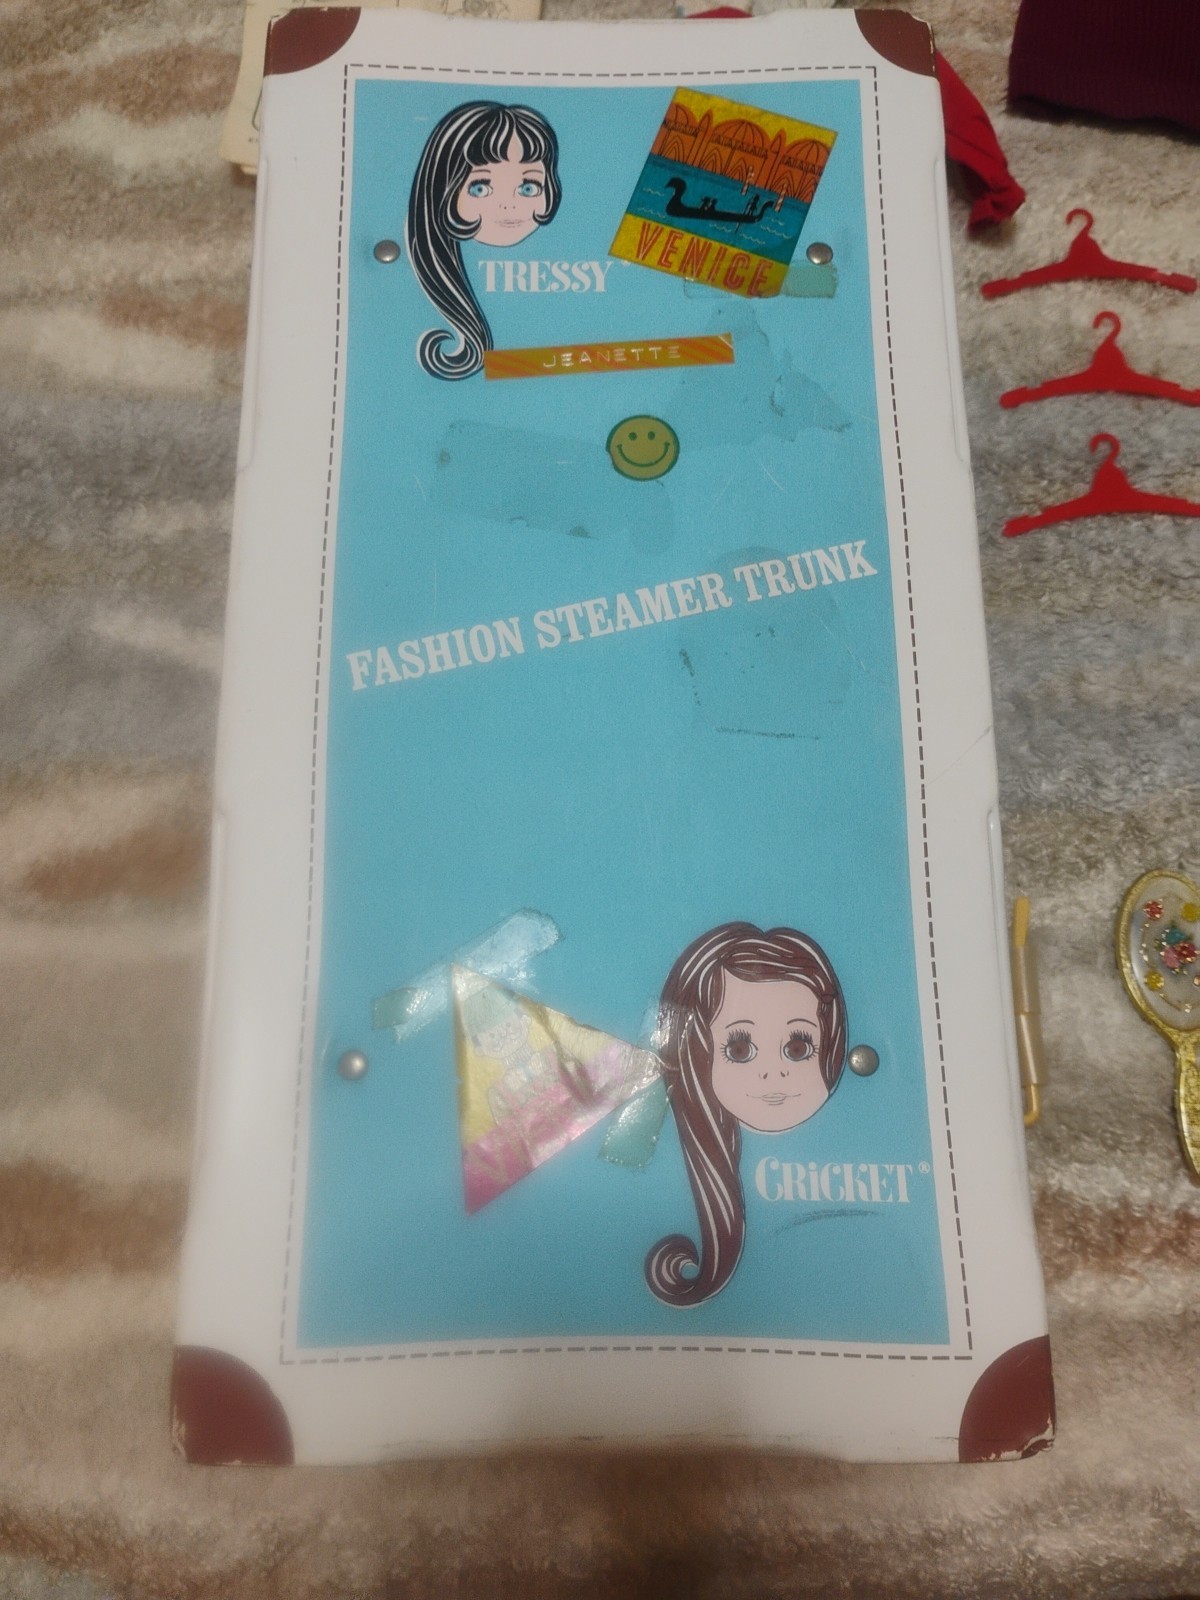 TRESSY
VENICE
JEANETTE
FASHION STEAMER TRUNK
CRiCKET®